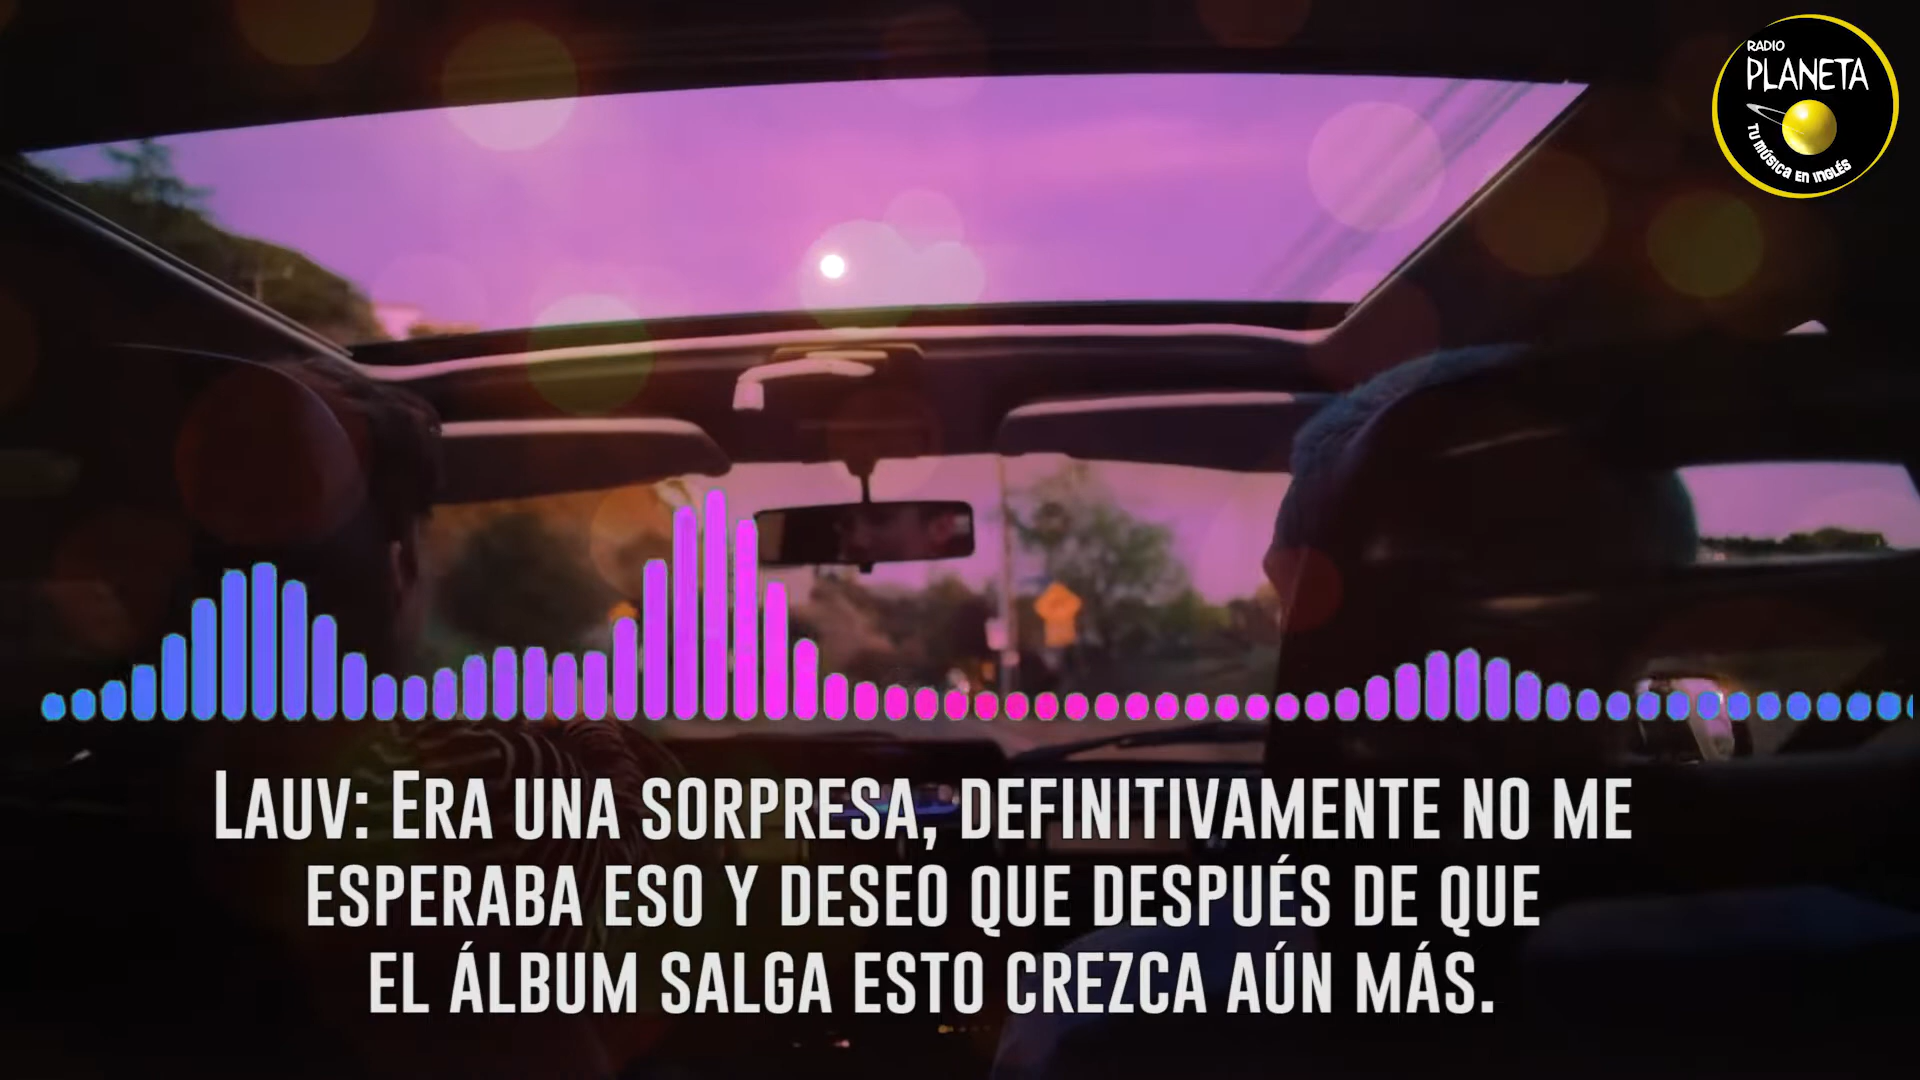 RADIO
PLANETA
TU MÚSICA EN INGLÉS
LAUV: ERA UNA SORPRESA, DEFINITIVAMENTE NO ME
ESPERABA ESO Y DESEO QUE DESPUÉS DE QUE
EL ÁLBUM SALGA ESTO CREZCA AÚN MÁS.